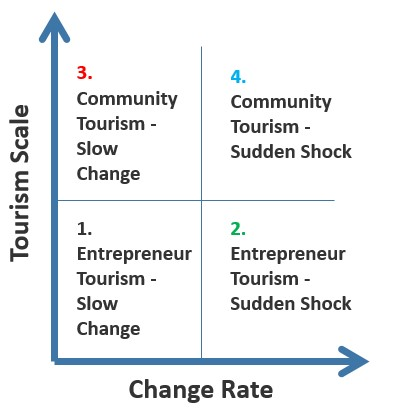 Tourism Scale
3.
Community
Tourism -
Slow
Change
4.
Community
Tourism -
Sudden Shock
1.
Entrepreneur
Tourism -
Slow
Change
2.
Entrepreneur
Tourism -
Sudden Shock
Change Rate